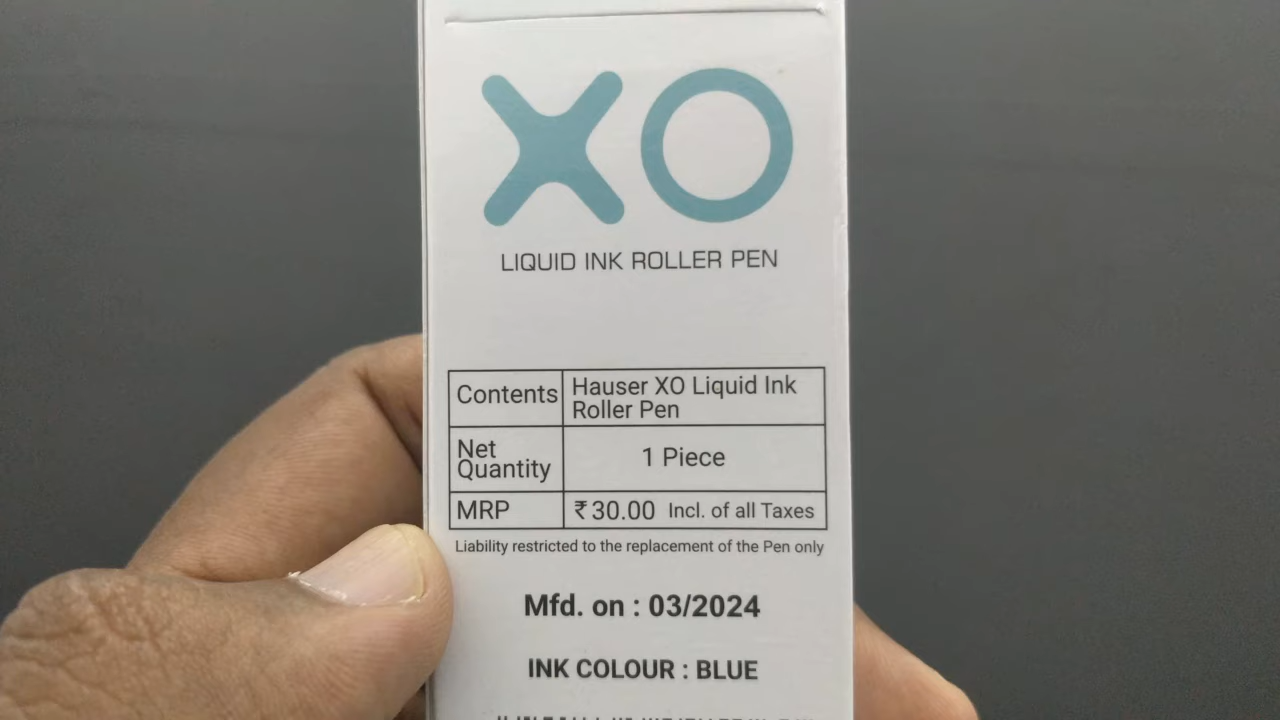 XO
LIQUID INK ROLLER PEN
Contents Hauser XO Liquid Ink
Roller Pen
Net
Quantity 1 Piece
MRP ₹30.00 Incl. of all Taxes
Liability restricted to the replacement of the Pen only
Mfd. on : 03/2024
INK COLOUR : BLUE